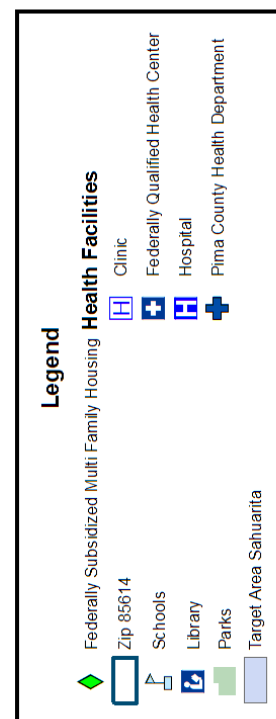 Legend
Federally Subsidized Multi Family Housing
Zip 85614
Schools
Library
Parks
Target Area Sahuarita
Health Facilities
Clinic
Federally Qualified Health Center
Hospital
Pima County Health Department